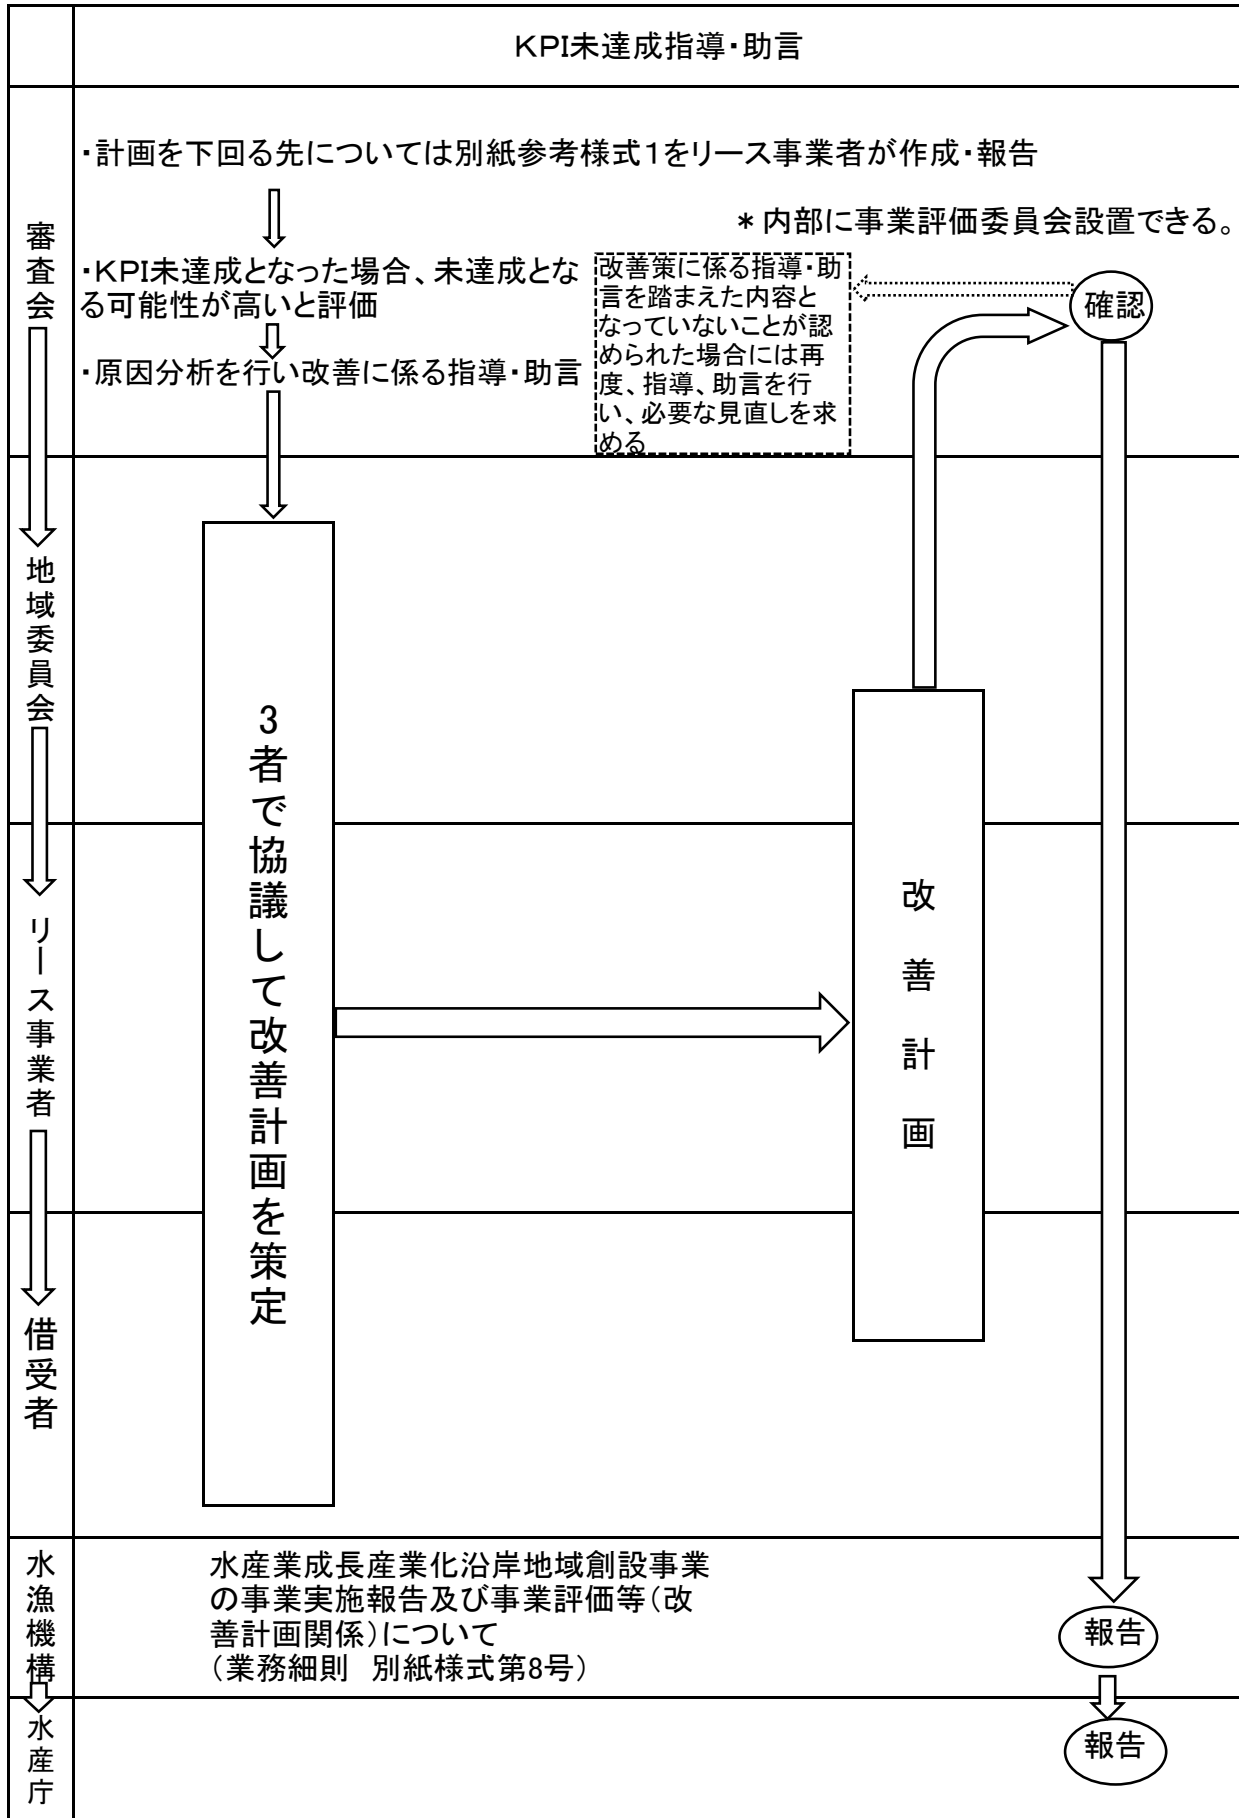 KPI未達成指導・助言
審査会
・計画を下回る先については別紙参考様式1をリース事業者が作成・報告
＊内部に事業評価委員会設置できる。
・KPI未達成となった場合、未達成とな
る可能性が高いと評価
・原因分析を行い改善に係る指導・助言
改善策に係る指導・助
言を踏まえた内容と
なっていないことが認
められた場合には再
度、指導、助言を行
い、必要な見直しを求
める
確認
地域委員会
3者で協議して改善計画を策定
改善計画
リース事業者
借受者
水漁機構
水産業成長産業化沿岸地域創設事業
の事業実施報告及び事業評価等(改
善計画関係)について
(業務細則　別紙様式第8号)
報告
水産庁
報告